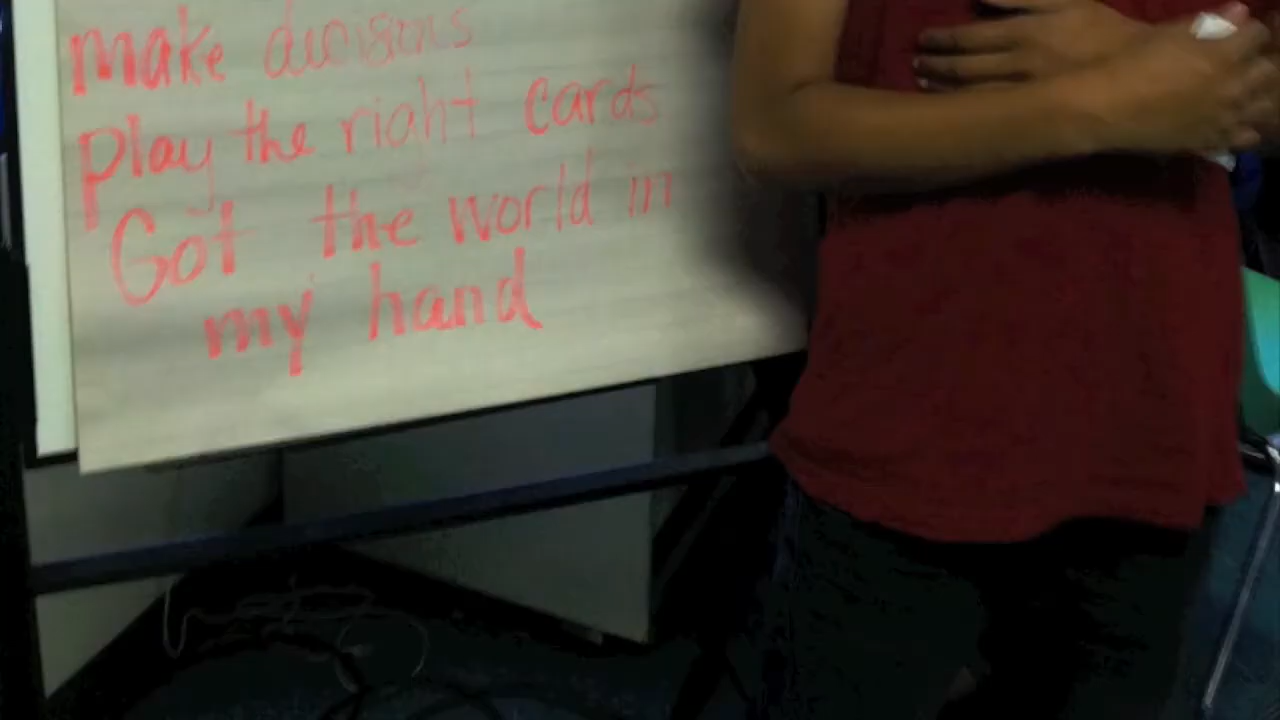 make decisions
Play the right cards
Got the world in
my hand